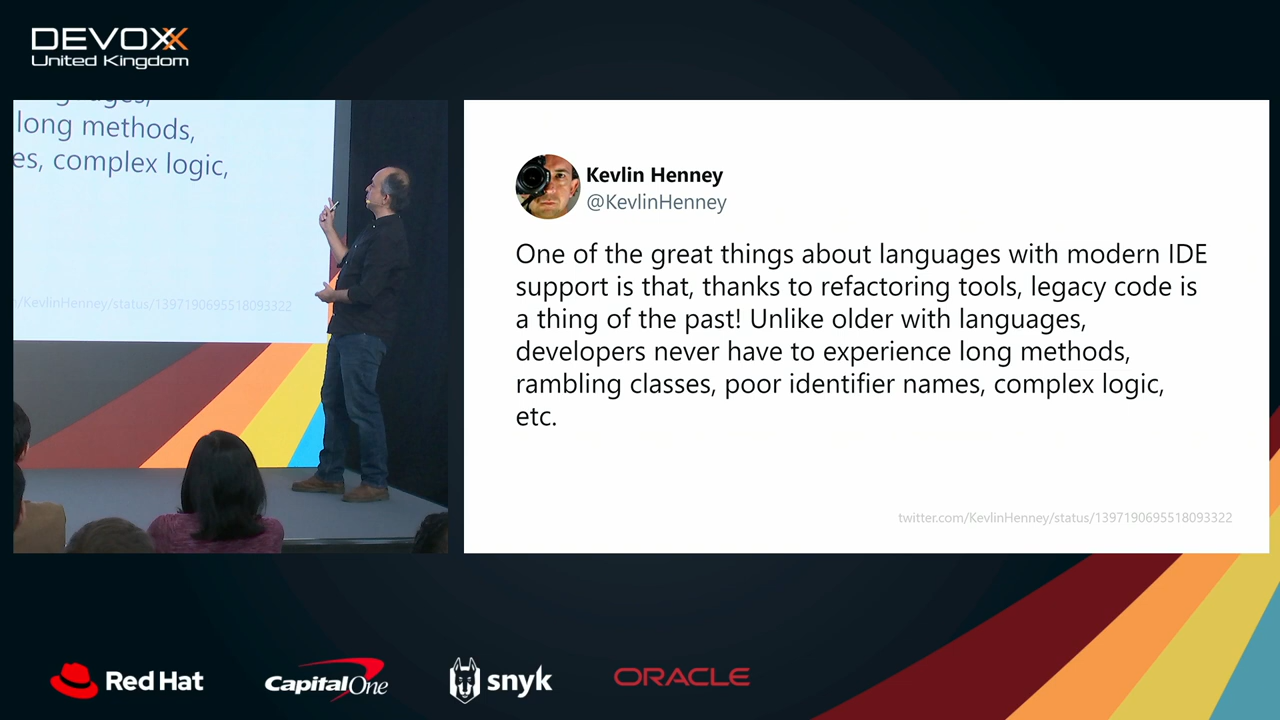 DEVOXX
United Kingdom
long methods,
es, complex logic,
/KevlinHenney/status/1397190695518093322
Kevlin Henney
@KevlinHenney
One of the great things about languages with modern IDE
support is that, thanks to refactoring tools, legacy code is
a thing of the past! Unlike older with languages,
developers never have to experience long methods,
rambling classes, poor identifier names, complex logic,
etc.
twitter.com/KevlinHenney/status/1397190695518093322
Red Hat
Capital One
snyk
ORACLE